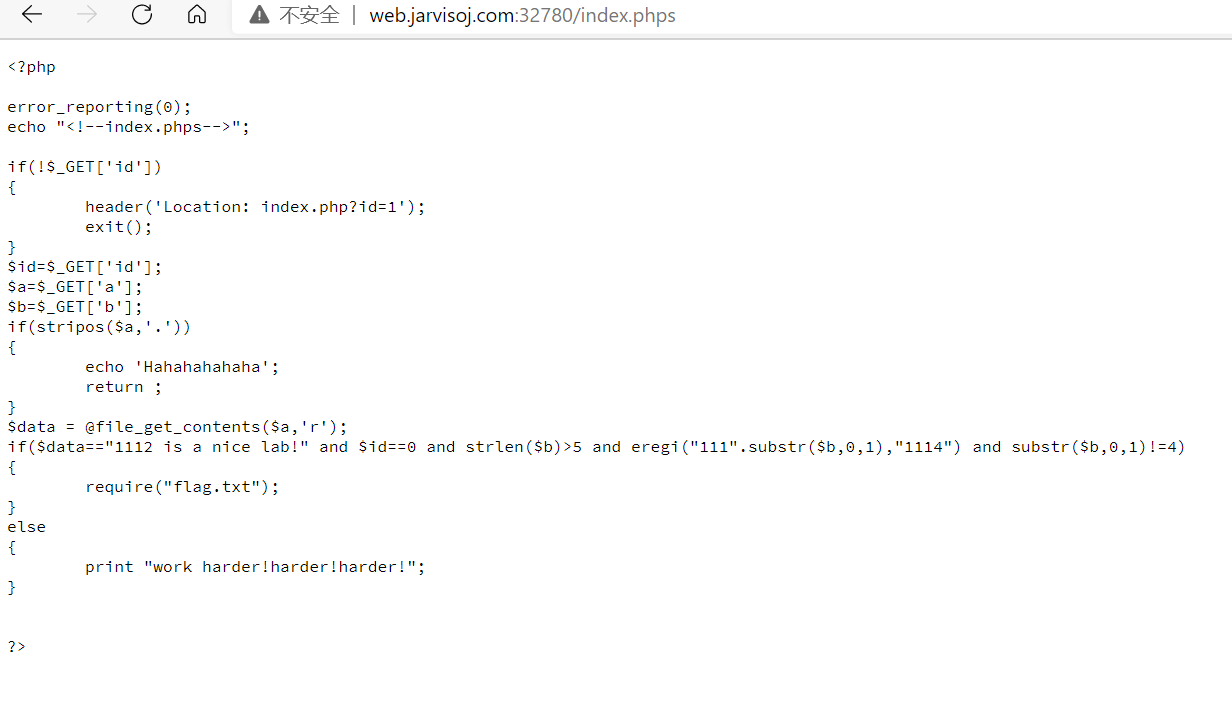 不安全 | web.jarvisoj.com:32780/index.phps
<?php
error_reporting(0);
echo "<!--index.phps-->";
if(!$_GET['id'])
{
header('Location: index.php?id=1');
exit();
}
$id=$_GET['id'];
$a=$_GET['a'];
$b=$_GET['b'];
if(stripos($a,'.'))
{
echo 'Hahahahahaha';
return ;
}
$data = @file_get_contents($a,'r');
if($data=="1112 is a nice lab!" and $id==0 and strlen($b)>5 and eregi("111".substr($b,0,1),"1114") and substr($b,0,1)!=4)
{
require("flag.txt");
}
else
{
print "work harder!harder!harder!";
}
?>